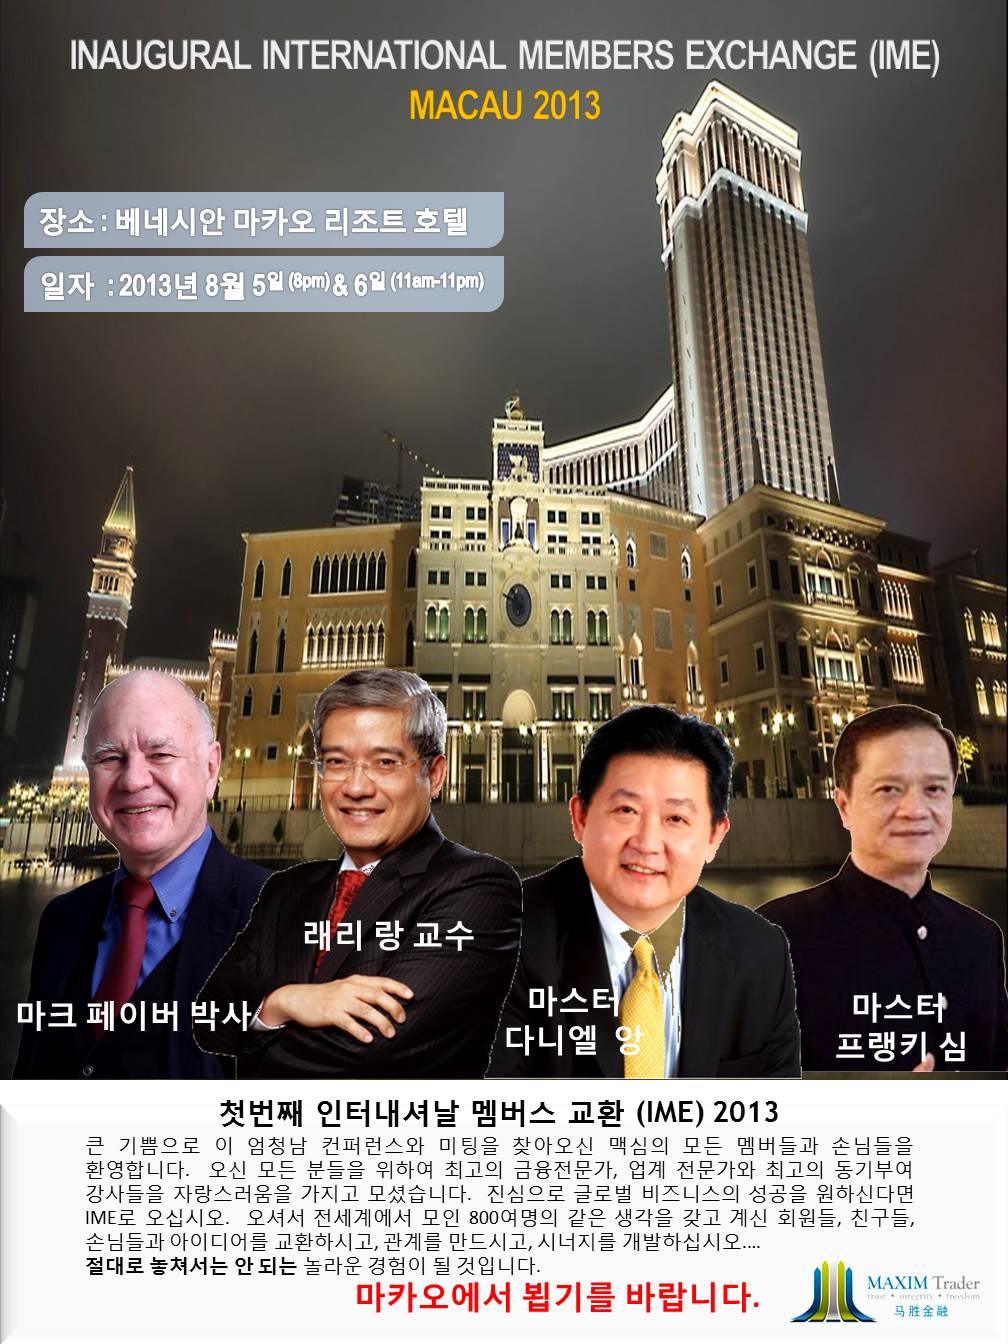 INAUGURAL INTERNATIONAL MEMBERS EXCHANGE (IME)
MACAU 2013
장소 : 베네시안 마카오 리조트 호텔
일자 : 2013년 8월 5일 (8pm) & 6일 (11am-11pm)
래리 랑 교수
마크 페이버 박사
마스터
다니엘 앙
마스터
프랭키 심
첫번째 인터내셔날 멤버스 교환 (IME) 2013
큰 기쁨으로 이 엄청남 컨퍼런스와 미팅을 찾아오신 맥심의 모든 멤버들과 손님들을
환영합니다. 오신 모든 분들을 위하여 최고의 금융전문가, 업계 전문가와 최고의 동기부여
강사들을 자랑스러움을 가지고 모셨습니다. 진심으로 글로벌 비즈니스의 성공을 원하신다면
IME로 오십시오. 오셔서 전세계에서 모인 800여명의 같은 생각을 갖고 계신 회원들, 친구들,
손님들과 아이디어를 교환하시고, 관계를 만드시고, 시너지를 개발하십시오....
절대로 놓쳐서는 안 되는 놀라운 경험이 될 것입니다.
마카오에서 뵙기를 바랍니다.
MAXIM Trader
trust • integrity • freedom
马胜金融